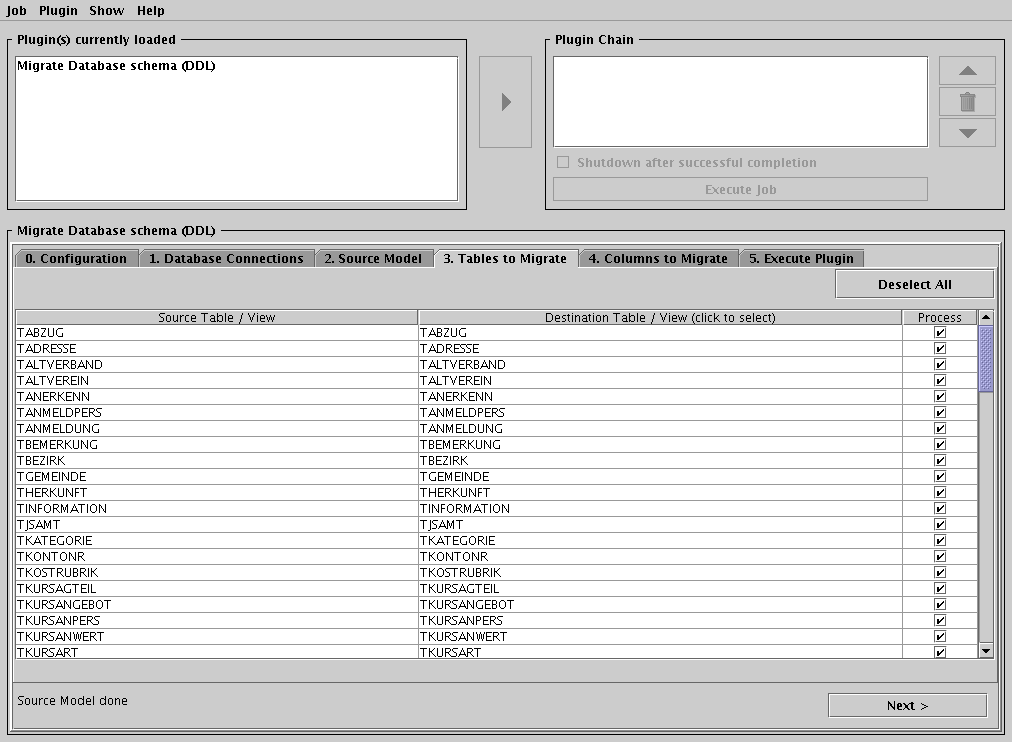 Job Plugin Show Help
Plugin(s) currently loaded
Migrate Database schema (DDL)
Plugin Chain
Shutdown after successful completion
Execute Job
Migrate Database schema (DDL)
0. Configuration 1. Database Connections 2. Source Model 3. Tables to Migrate 4. Columns to Migrate 5. Execute Plugin
Deselect All
Source Table / View Destination Table / View (click to select) Process
TABZUG TABZUG
TADRESSE TADRESSE
TALTVERBAND TALTVERBAND
TALTVEREIN TALTVEREIN
TANERKENN TANERKENN
TANMELDPERS TANMELDPERS
TANMELDUNG TANMELDUNG
TBEMERKUNG TBEMERKUNG
TBEZIRK TBEZIRK
TGEMEINDE TGEMEINDE
THERKUNFT THERKUNFT
TINFORMATION TINFORMATION
TJSAMT TJSAMT
TKATEGORIE TKATEGORIE
TKONTONR TKONTONR
TKOSTRUBRIK TKOSTRUBRIK
TKURSAGTEIL TKURSAGTEIL
TKURSANGEBOT TKURSANGEBOT
TKURSANPERS TKURSANPERS
TKURSANWERT TKURSANWERT
TKURSART TKURSART
Source Model done
Next >